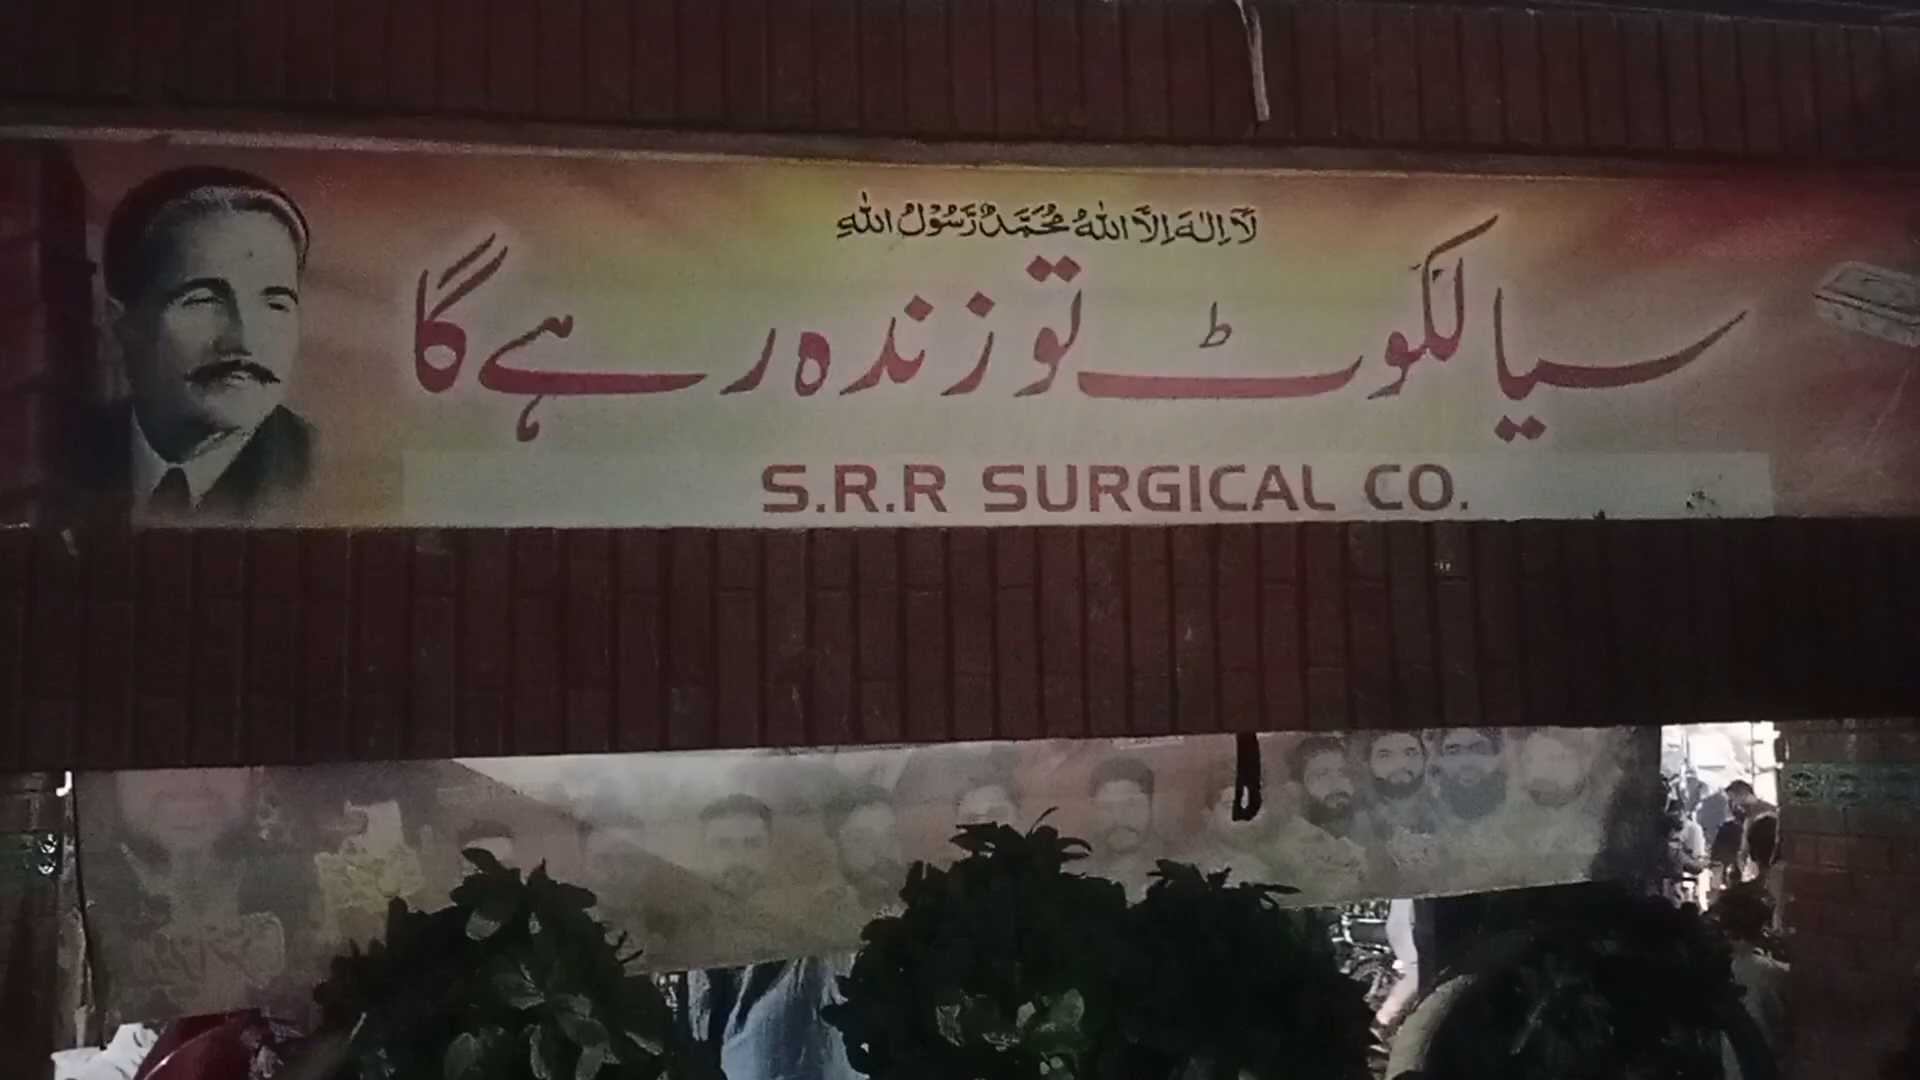 لَآ اِلٰهَ اِلَّا اللّٰهُ مُحَمَّدٌ رَّسُوْلُ اللّٰهِ
سیالکوٹ تو زندہ رہے گا
S.R.R SURGICAL CO.